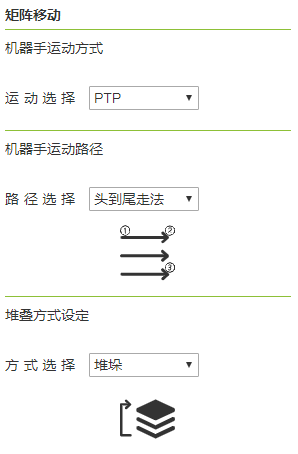 矩阵移动
机器手运动方式
运动选择 PTP
机器手运动路径
路径选择 头到尾走法
① ②
③
堆叠方式设定
方式选择 堆垛